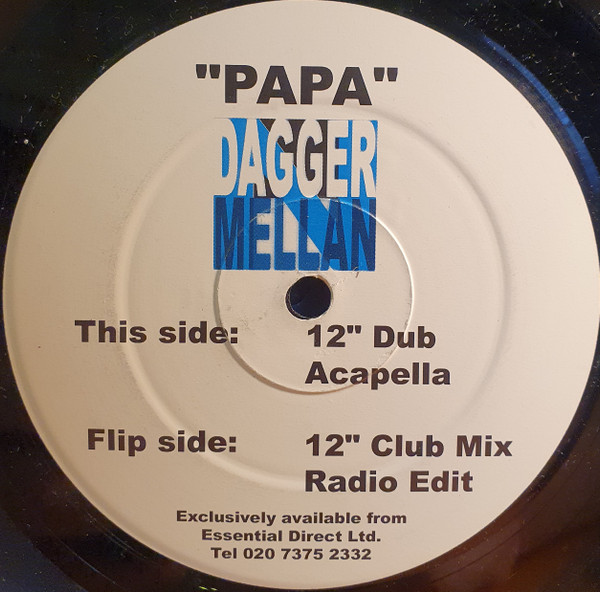 "PAPA"
DAGGER
MELLAN
This side: 12" Dub
Acapella
Flip side: 12" Club Mix
Radio Edit
Exclusively available from
Essential Direct Ltd.
Tel 020 7375 2332